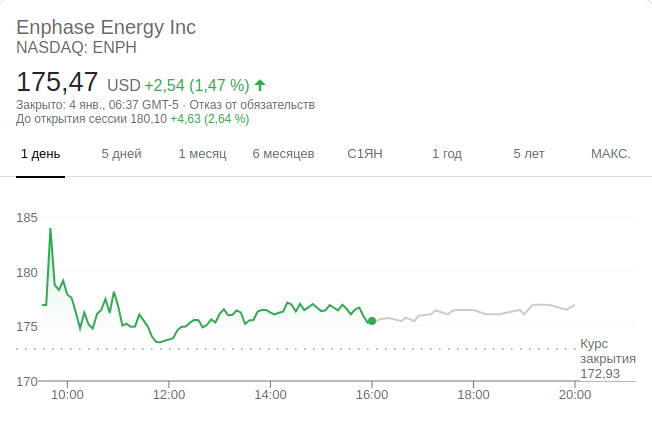 Enphase Energy Inc
NASDAQ: ENPH
175,47 USD +2,54 (1,47 %)
Закрыто: 4 янв., 06:37 GMT-5 · Отказ от обязательств
До открытия сессии 180,10 +4,63 (2,64 %)
1 день 5 дней 1 месяц 6 месяцев С1ЯН 1 год 5 лет МАКС.
185
180
175
170
Курс
закрытия
172,93
10:00 12:00 14:00 16:00 18:00 20:00